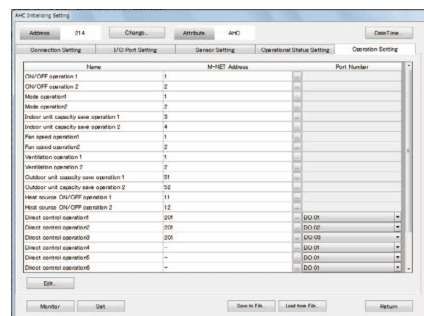 AHC Initializing Setting
Address 214 Change... Attribute AHC DateTime...
Connection Setting I/O Port Setting Sensor Setting Operational Status Setting Operation Setting
Name M-NET Address Port Number
ON/OFF operation 1 1 ...
ON/OFF operation 2 2 ...
Mode operation1 1 ...
Mode operation2 2 ...
Indoor unit capacity save operation 1 3 ...
Indoor unit capacity save operation 2 4 ...
Fan speed operation1 1 ...
Fan speed operation2 2 ...
Ventilation operation 1 1 ...
Ventilation operation 2 2 ...
Outdoor unit capacity save operation 1 51 ...
Outdoor unit capacity save operation 2 52 ...
Heat source ON/OFF operation 1 11 ...
Heat source ON/OFF operation 2 12 ...
Direct control operation1 201 ... DO 01
Direct control operation2 201 ... DO 02
Direct control operation3 201 ... DO 03
Direct control operation4 - ... DO 01
Direct control operation5 - ... DO 01
Direct control operation6 - ... DO 01
Edit...
Monitor Set Save to File... Load from File... Return